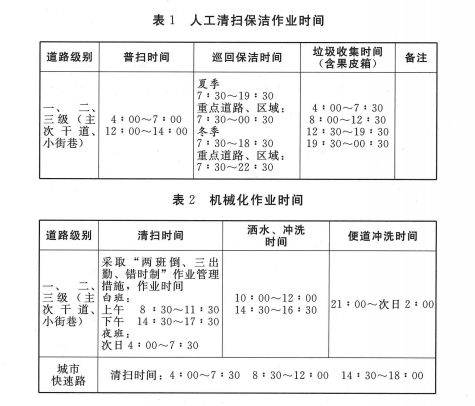 表 1  人工清扫保洁作业时间
道路级别 普扫时间 巡回保洁时间 垃圾收集时间
(含果皮箱) 备注
一、 二、
三级（主
次干道、
小街巷）
4：00～7：00
12：00～14：00
夏季
7：30～19：30
重点道路、区域：
7：30～00：30
冬季
7：30～18：30
重点道路、区域：
7：30～22：30
4：00～7：30
8：00～12：30
12：30～19：30
19：30～00：30
表 2  机械化作业时间
道路级别 清扫时间 洒水、冲洗
时间 便道冲洗时间
一、 二、
三级（主
次干道、
小街巷）
采取“两班倒、三出
勤、错时制”作业管理
措施，作业时间
白班：
上午 8：30～11：30
下午 14：30～17：30
夜班：
次日 4：00～7：30
10：00～12：00
14：30～16：30
21：00～次日 2：00
城市
快速路
清扫时间：4：00～7：30 8：30～12：00 14：30～18：00